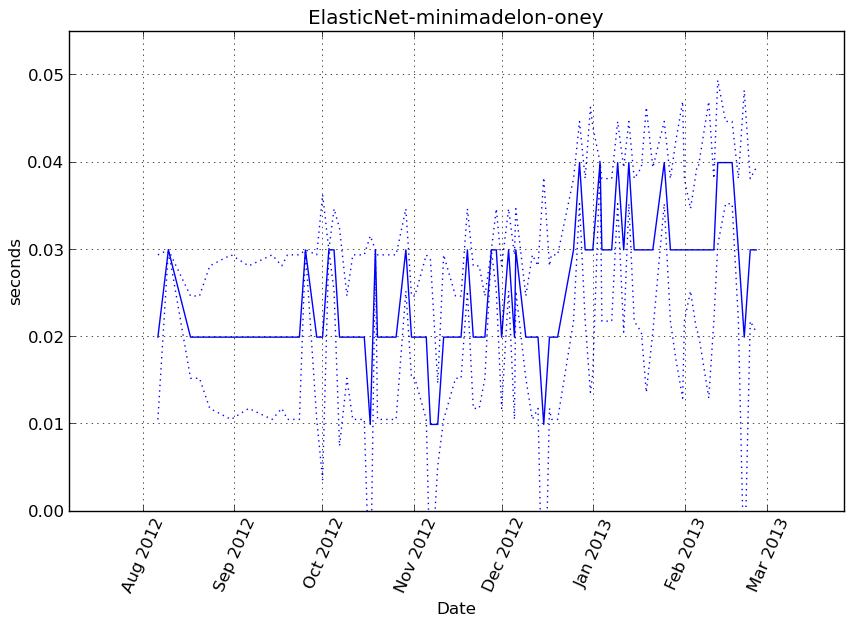 ElasticNet-minimadelon-oney
0.05
0.04
0.03
0.02
0.01
0.00
seconds
Aug 2012
Sep 2012
Oct 2012
Nov 2012
Dec 2012
Jan 2013
Feb 2013
Mar 2013
Date